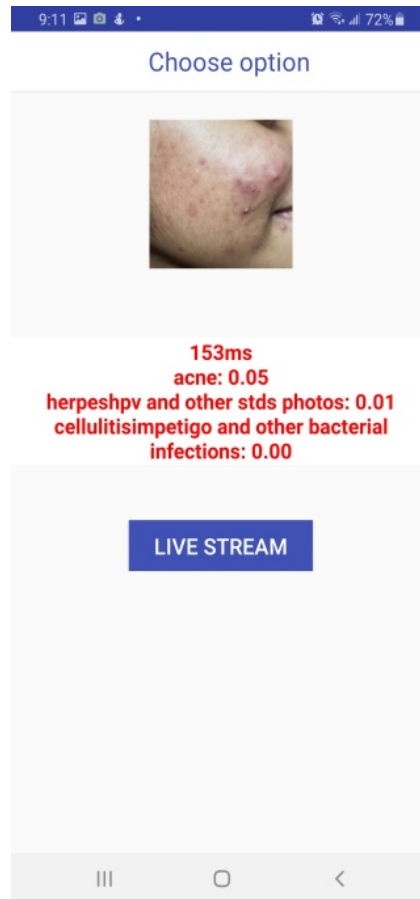 9:11 72%
Choose option
153ms
acne: 0.05
herpeshpv and other stds photos: 0.01
cellulitisimpetigo and other bacterial
infections: 0.00
LIVE STREAM